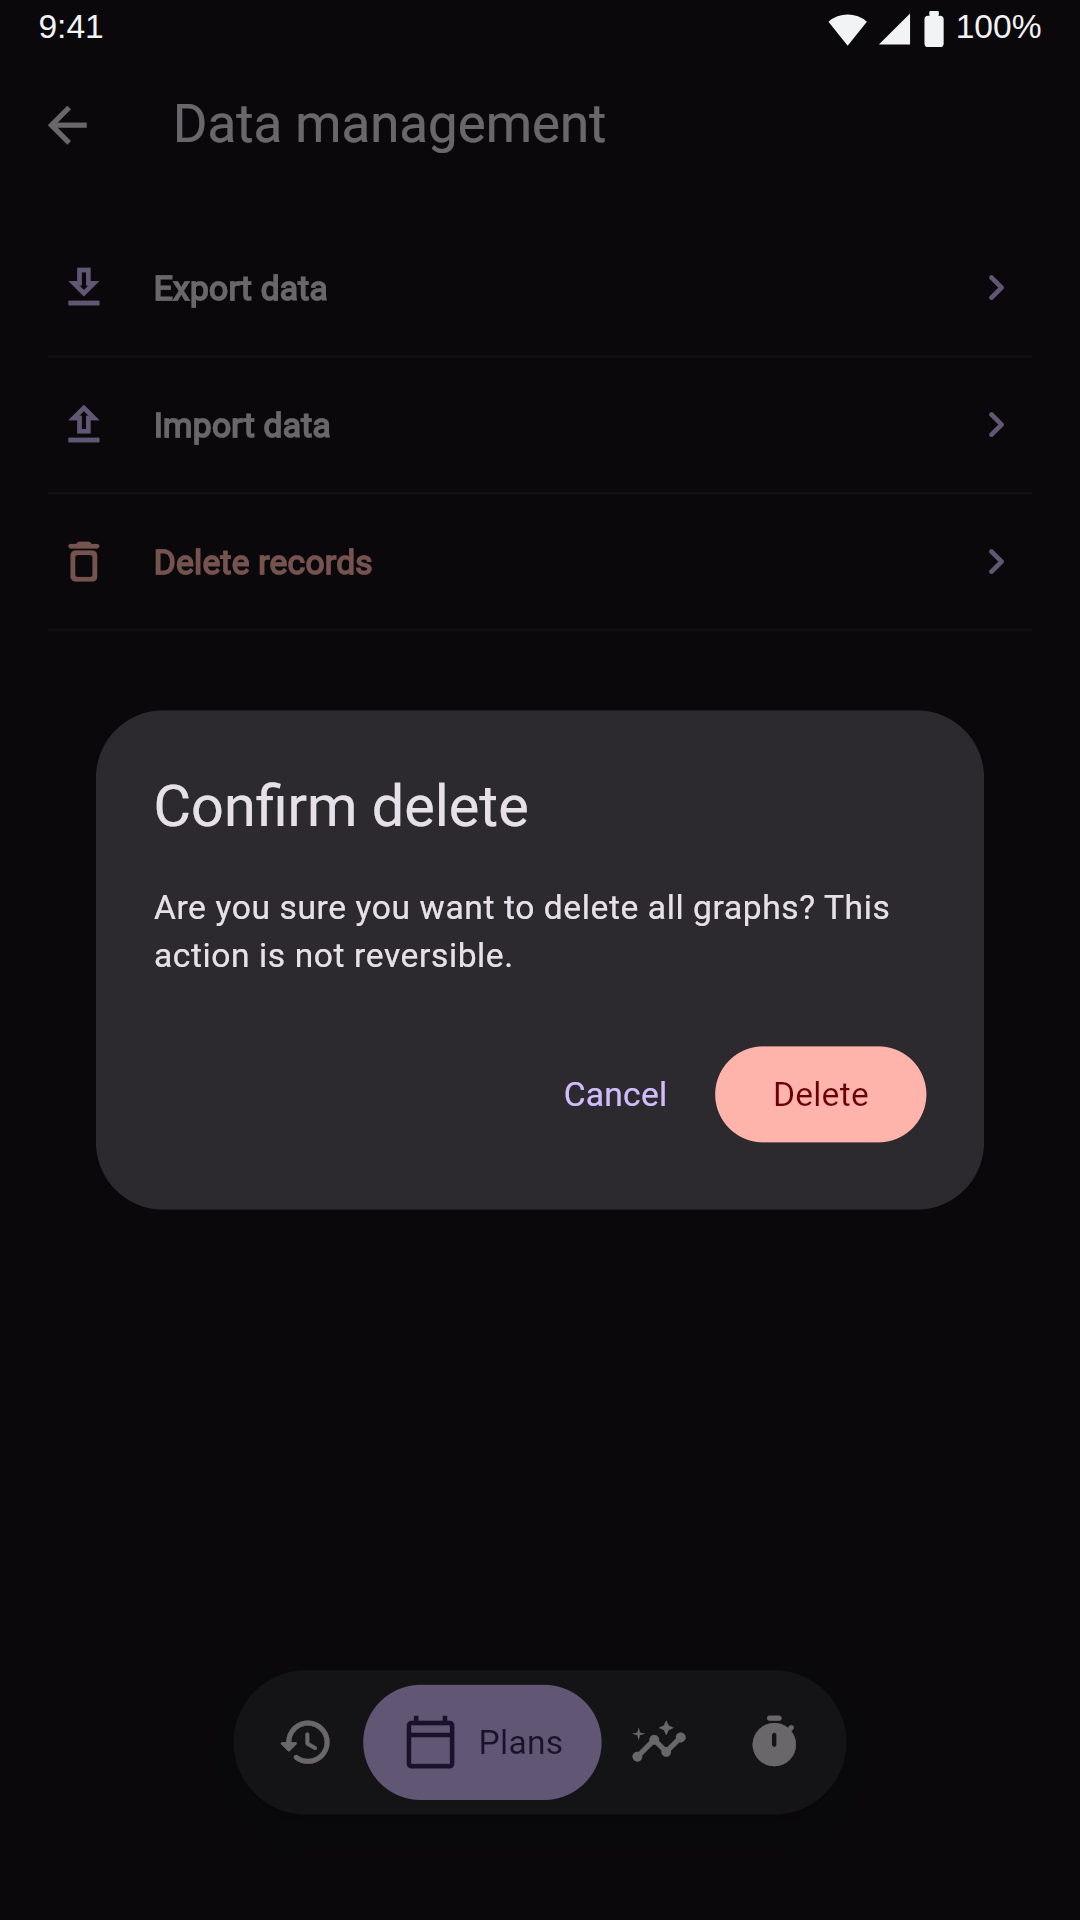 9:41
100%
Data management
Export data
Import data
Delete records
Confirm delete
Are you sure you want to delete all graphs? This
action is not reversible.
Cancel
Delete
Plans